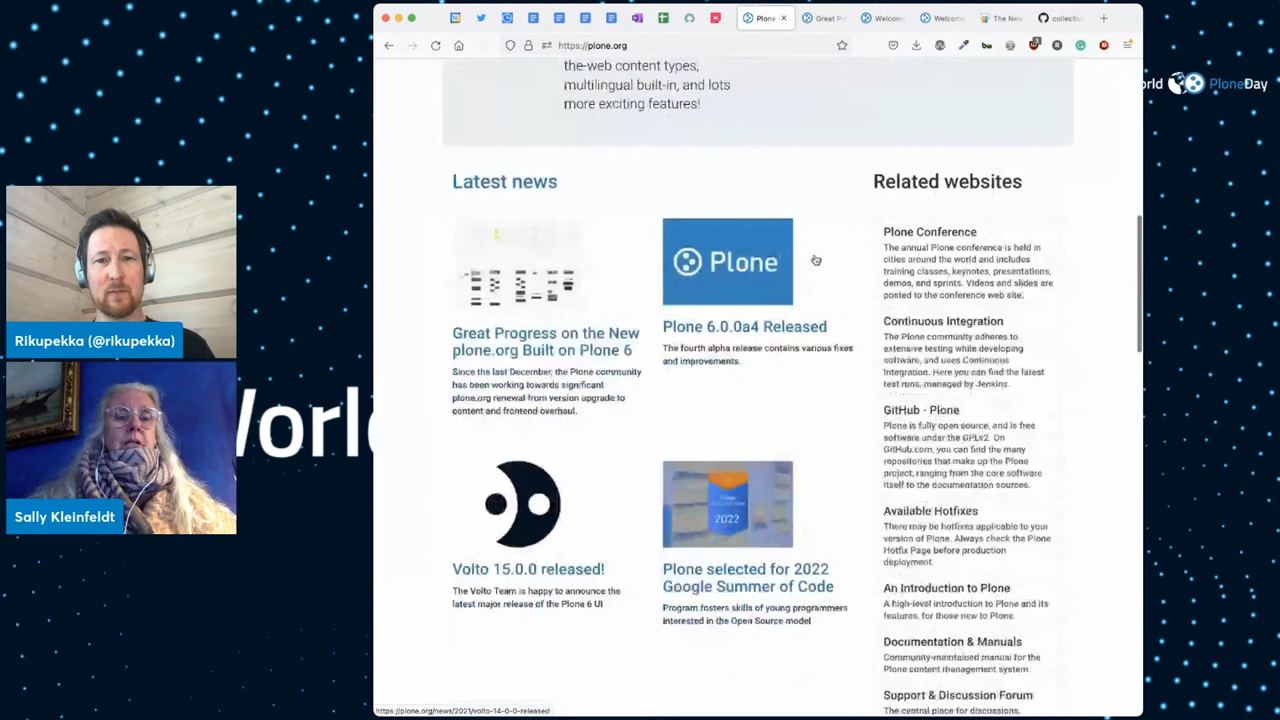 Plone
Great Pr
Welcome
Welcome
The New
collective
https://plone.org
the-web content types,
multilingual built-in, and lots
more exciting features!
Latest news
Plone
Great Progress on the New
plone.org Built on Plone 6
Since the last December, the Plone community
has been working towards significant
plone.org renewal from version upgrade to
content and frontend overhaul.
Plone 6.0.0a4 Released
The fourth alpha release contains various fixes
and improvements.
2022
Volto 15.0.0 released!
The Volto Team is happy to announce the
latest major release of the Plone 6 UI
Plone selected for 2022
Google Summer of Code
Program fosters skills of young programmers
interested in the Open Source model
Related websites
Plone Conference
The annual Plone conference is held in
cities around the world and includes
training classes, keynotes, presentations,
demos, and sprints. Videos and slides are
posted to the conference web site.
Continuous Integration
The Plone community adheres to
extensive testing while developing
software, and uses Continuous
Integration. Here you can find the latest
test runs, managed by Jenkins.
GitHub - Plone
Plone is fully open source, and is free
software under the GPLv2. On
GitHub.com, you can find the many
repositories that make up the Plone
project, ranging from the core software
itself to the documentation sources.
Available Hotfixes
There may be hotfixes applicable to your
version of Plone. Always check the Plone
Hotfix Page before production
deployment.
An Introduction to Plone
A high-level introduction to Plone and its
features, for those new to Plone.
Documentation & Manuals
Community-maintained manual for the
Plone content management system.
Support & Discussion Forum
The central place for discussions,
https://plone.org/news/2021/volto-14-0-0-released
rld PloneDay
Worl
Rikupekka (@rikupekka)
Sally Kleinfeldt